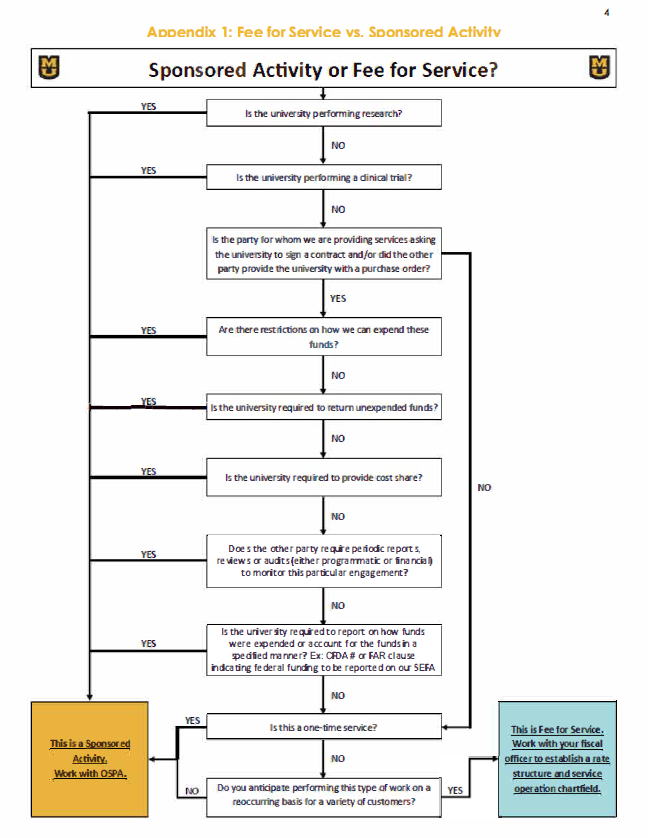 4
Appendix 1: Fee for Service vs. Sponsored Activity
Sponsored Activity or Fee for Service?
YES
Is the university performing research?
NO
YES
Is the university performing a clinical trial?
NO
Is the party for whom we are providing services asking
the university to sign a contract and/or did the other
party provide the university with a purchase order?
YES
YES
Are there restrictions on how we can expend these
funds?
NO
YES
Is the university required to return unexpended funds?
NO
YES
Is the university required to provide cost share?
NO
NO
YES
Does the other party require periodic reports,
reviews or audits (either programmatic or financial)
to monitor this particular engagement?
NO
YES
Is the university required to report on how funds
were expended or account for the funds in a
specified manner? Ex: CFDA # or FAR clause
indicating federal funding to be reported on our SEFA
NO
This is a Sponsored
Activity.
Work with OSPA.
YES
Is this a one-time service?
NO
NO
Do you anticipate performing this type of work on a
reoccurring basis for a variety of customers?
YES
This is Fee for Service.
Work with your fiscal
officer to establish a rate
structure and service
operation chartfield.